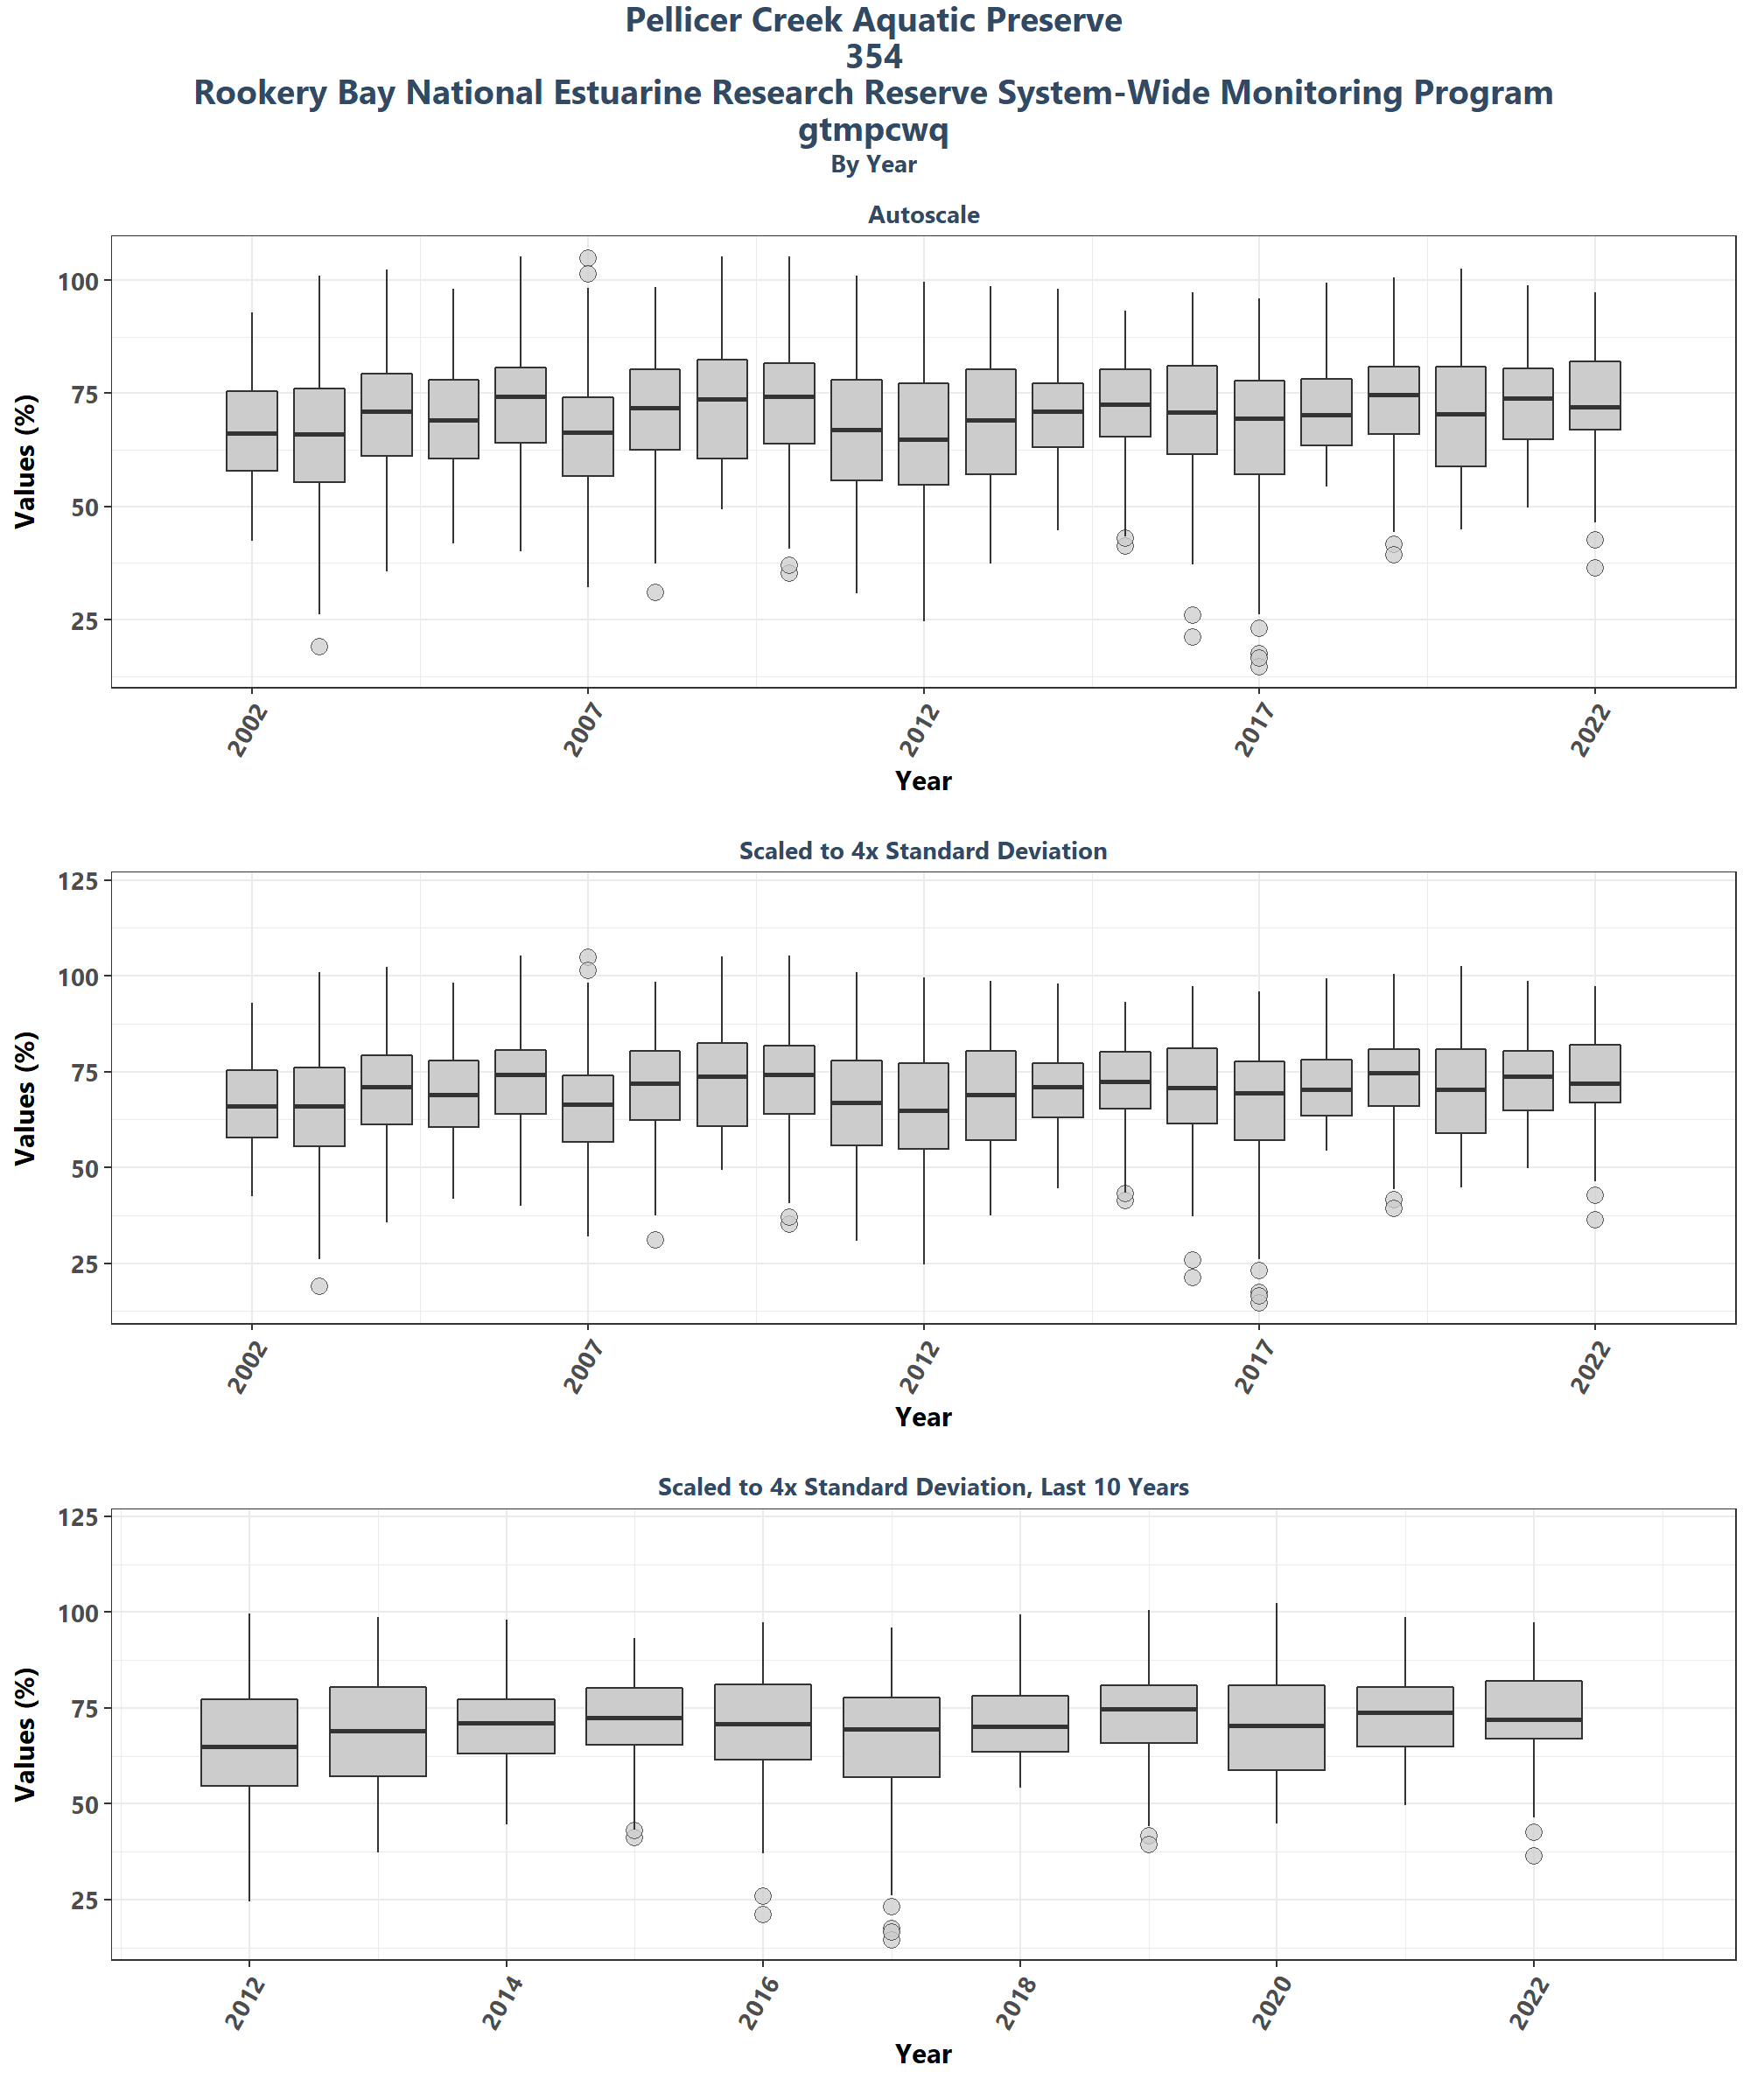 Pellicer Creek Aquatic Preserve
354
Rookery Bay National Estuarine Research Reserve System-Wide Monitoring Program
gtmpcwq
By Year
Autoscale
Values (%)
100
75
50
25
2002 2007 2012 2017 2022
Year
Scaled to 4x Standard Deviation
Values (%)
125
100
75
50
25
2002 2007 2012 2017 2022
Year
Scaled to 4x Standard Deviation, Last 10 Years
Values (%)
125
100
75
50
25
2012 2014 2016 2018 2020 2022
Year